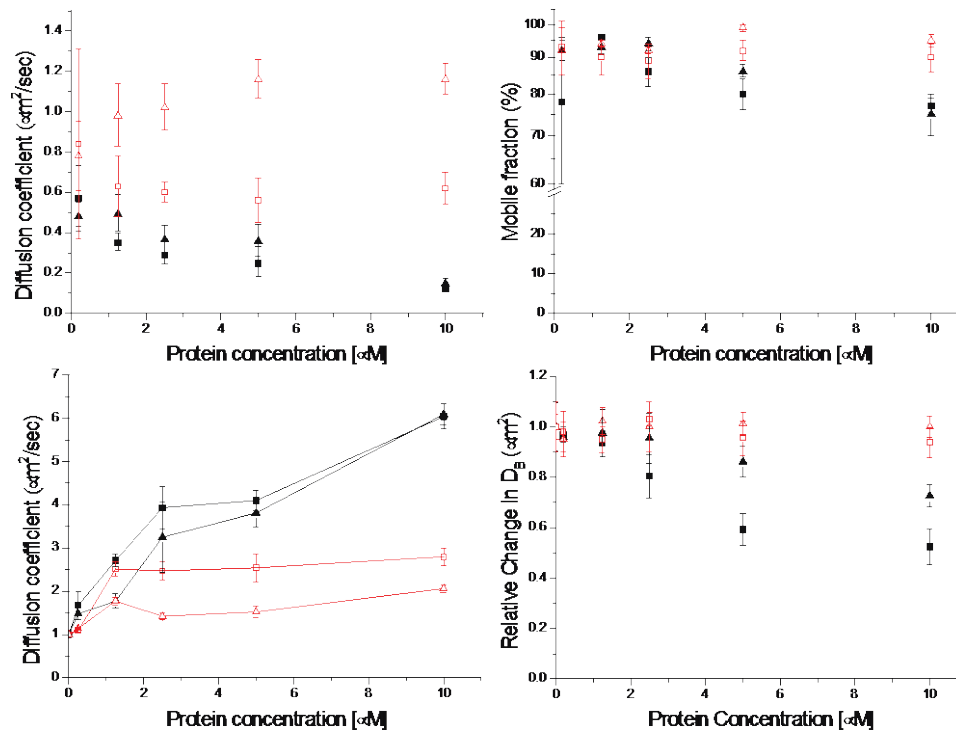 Diffusion coefficient (∝m²/sec)
1.4
1.2
1.0
0.8
0.6
0.4
0.2
0.0
0 2 4 6 8 10
Protein concentration [∝M]
Mobile fraction (%)
100
90
80
70
60
20
10
0
0 2 4 6 8 10
Protein concentration [∝M]
Diffusion coefficient (∝m²/sec)
7
6
5
4
3
2
1
0
0 2 4 6 8 10
Protein concentration [∝M]
Relative Change in D_B (∝m²)
1.2
1.0
0.8
0.6
0.4
0.2
0.0
0 2 4 6 8 10
Protein Concentration [∝M]